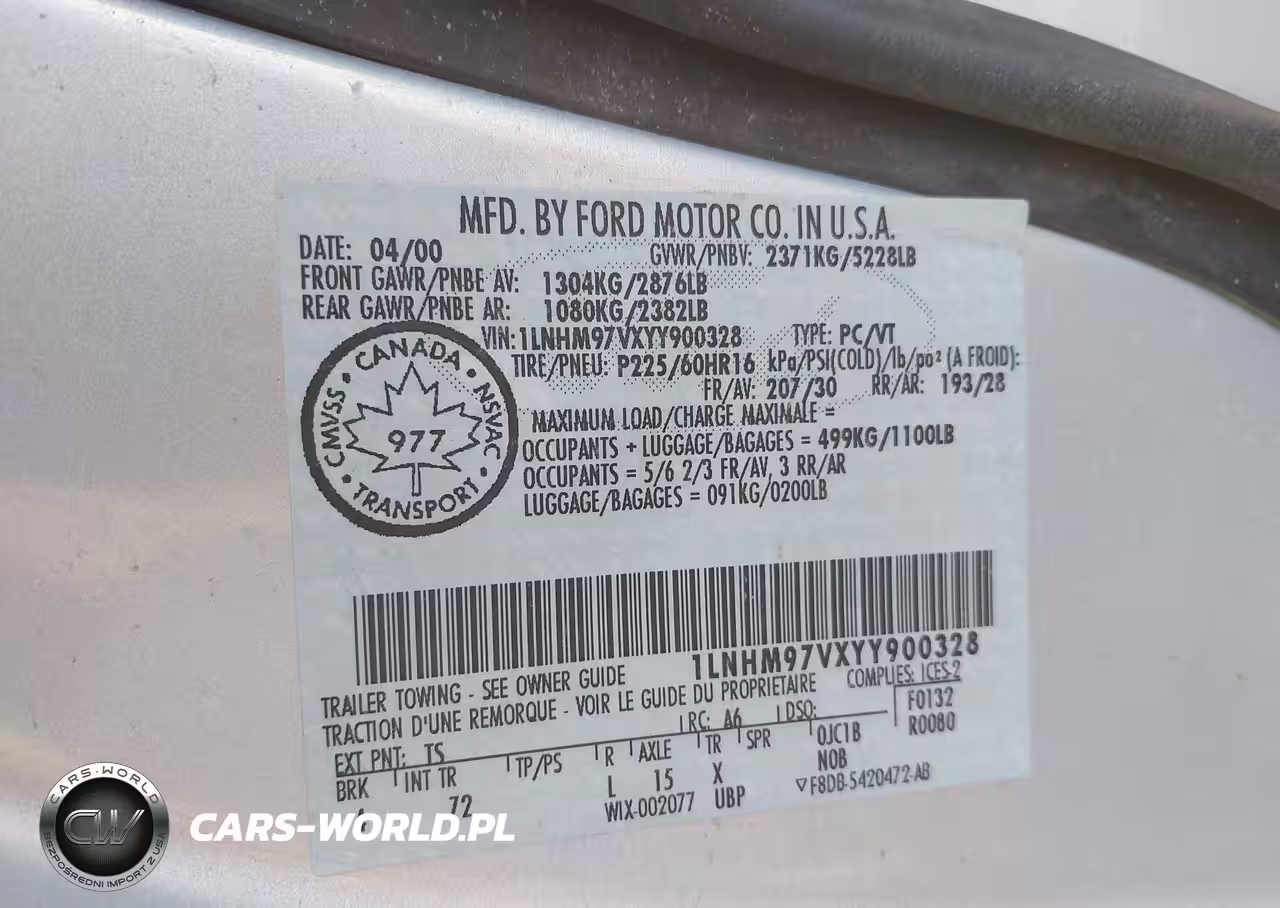 MFD. BY FORD MOTOR CO. IN U.S.A.
DATE: 04/00 GVWR/PNBV: 2371KG/5228LB
FRONT GAWR/PNBE AV: 1304KG/2876LB
REAR GAWR/PNBE AR: 1080KG/2382LB
VIN: 1LNHM97VXYY900328 TYPE: PC/VT
TIRE/PNEU: P225/60HR16 kPa/PSI(COLD)/lb/po² (A FROID):
FR/AV: 207/30 RR/AR: 193/28
MAXIMUM LOAD/CHARGE MAXIMALE =
OCCUPANTS + LUGGAGE/BAGAGES = 499KG/1100LB
OCCUPANTS = 5/6 2/3 FR/AV, 3 RR/AR
LUGGAGE/BAGAGES = 091KG/0200LB
CANADA • NSVAC • TRANSPORT • CMVSS •
977
1LNHM97VXYY900328
TRAILER TOWING - SEE OWNER GUIDE COMPLIES: ICES-2
TRACTION D'UNE REMORQUE - VOIR LE GUIDE DU PROPRIETAIRE F0132
EXT PNT: TS RC: A6 DSO: R0080
BRK INT TR TP/PS R AXLE TR SPR 0JC1B
72 L 15 X N0B
WIX-002077 UBP ▽F8DB-5420472-AB
CARS-WORLD
CW
BEZPOŚREDNI IMPORT Z USA
CARS-WORLD.PL